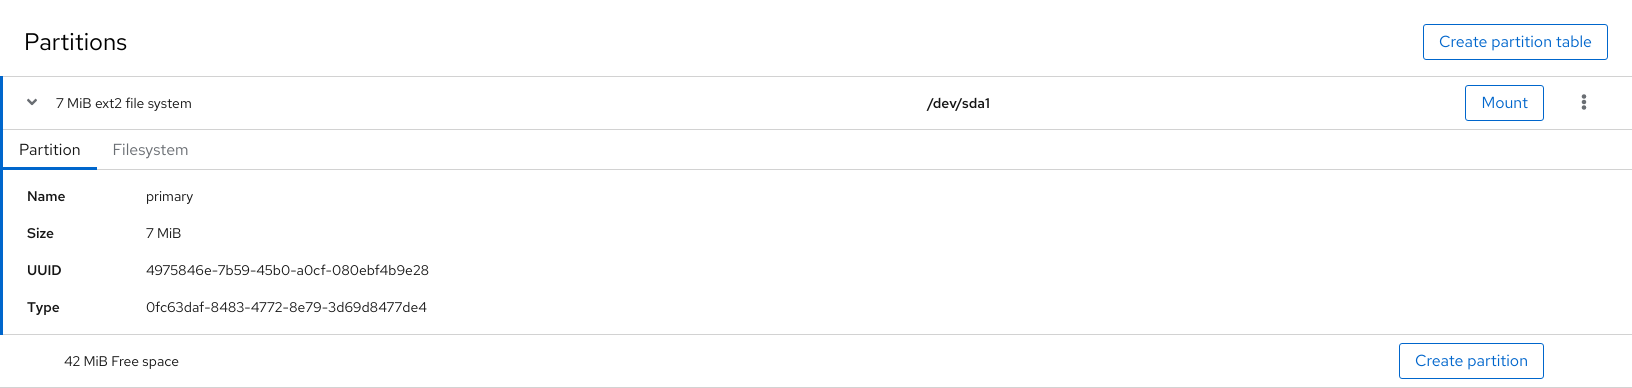 Partitions
Create partition table
7 MiB ext2 file system /dev/sda1 Mount
Partition Filesystem
Name primary
Size 7 MiB
UUID 4975846e-7b59-45b0-a0cf-080ebf4b9e28
Type 0fc63daf-8483-4772-8e79-3d69d8477de4
42 MiB Free space Create partition